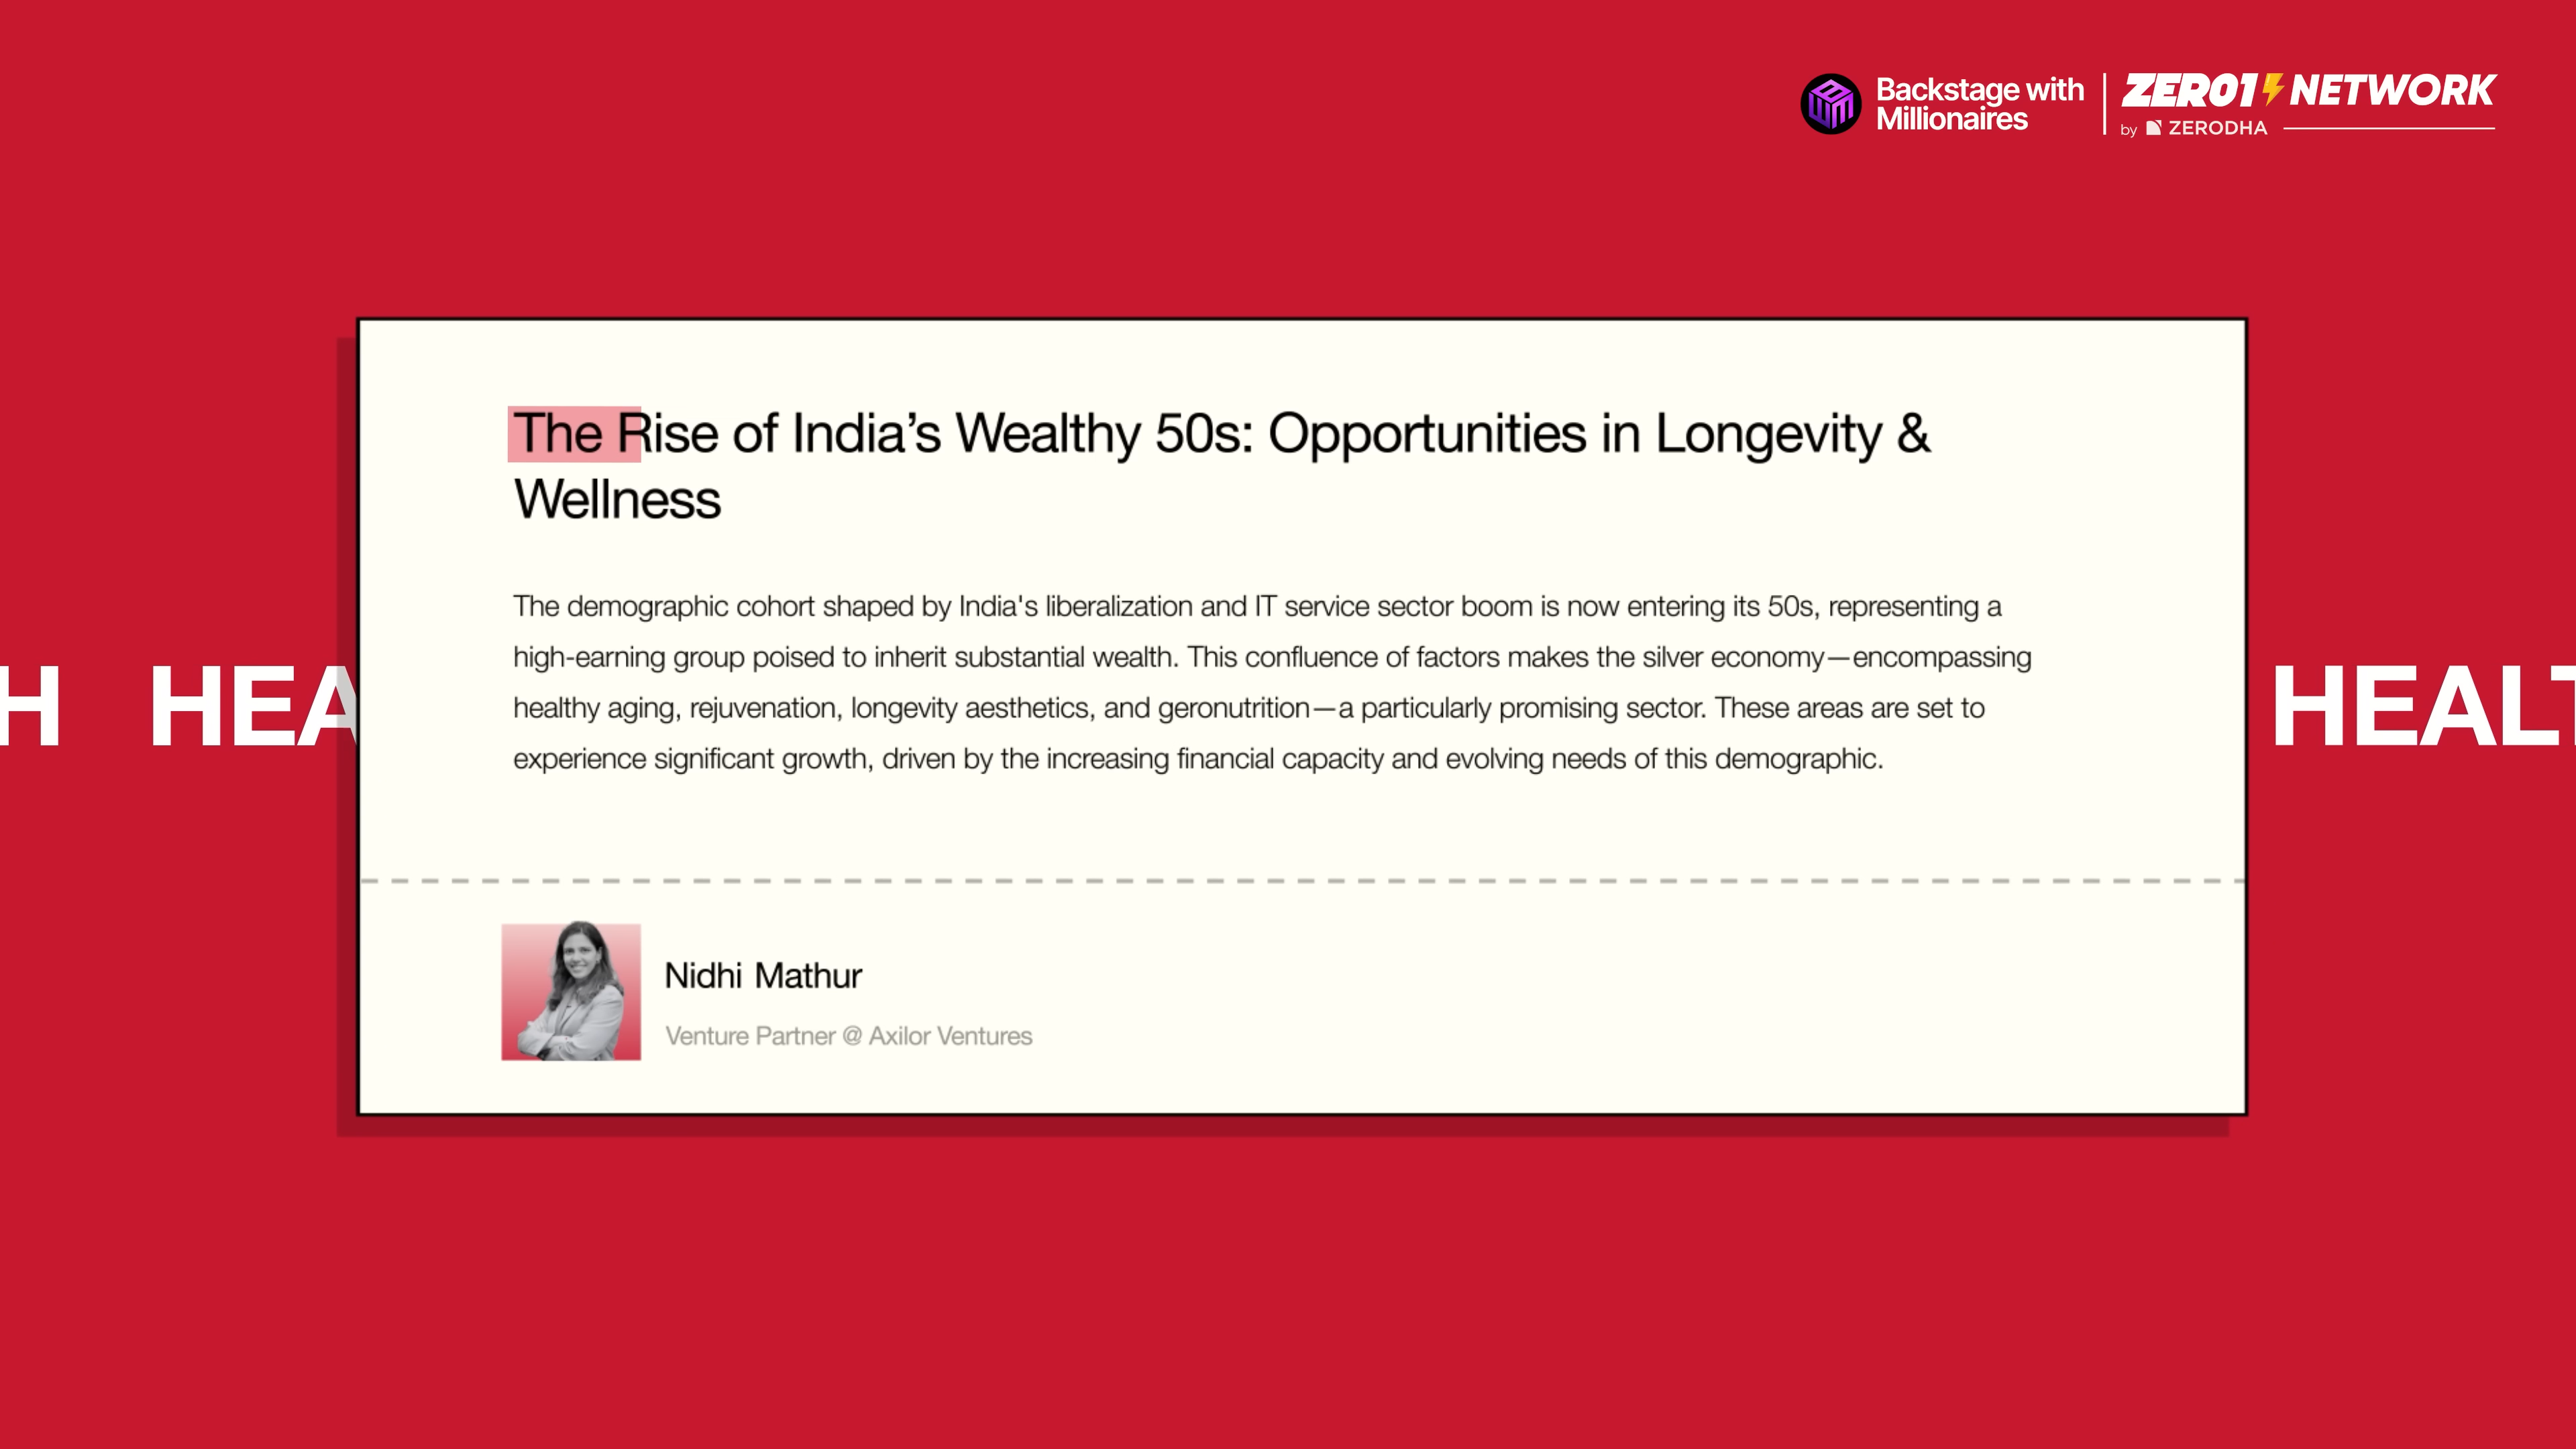 Backstage with
Millionaires
ZERO1 NETWORK
by ZERODHA
The Rise of India’s Wealthy 50s: Opportunities in Longevity &
Wellness
The demographic cohort shaped by India's liberalization and IT service sector boom is now entering its 50s, representing a
high-earning group poised to inherit substantial wealth. This confluence of factors makes the silver economy—encompassing
healthy aging, rejuvenation, longevity aesthetics, and geronutrition—a particularly promising sector. These areas are set to
experience significant growth, driven by the increasing financial capacity and evolving needs of this demographic.
H HEA HEALT
Nidhi Mathur
Venture Partner @ Axilor Ventures